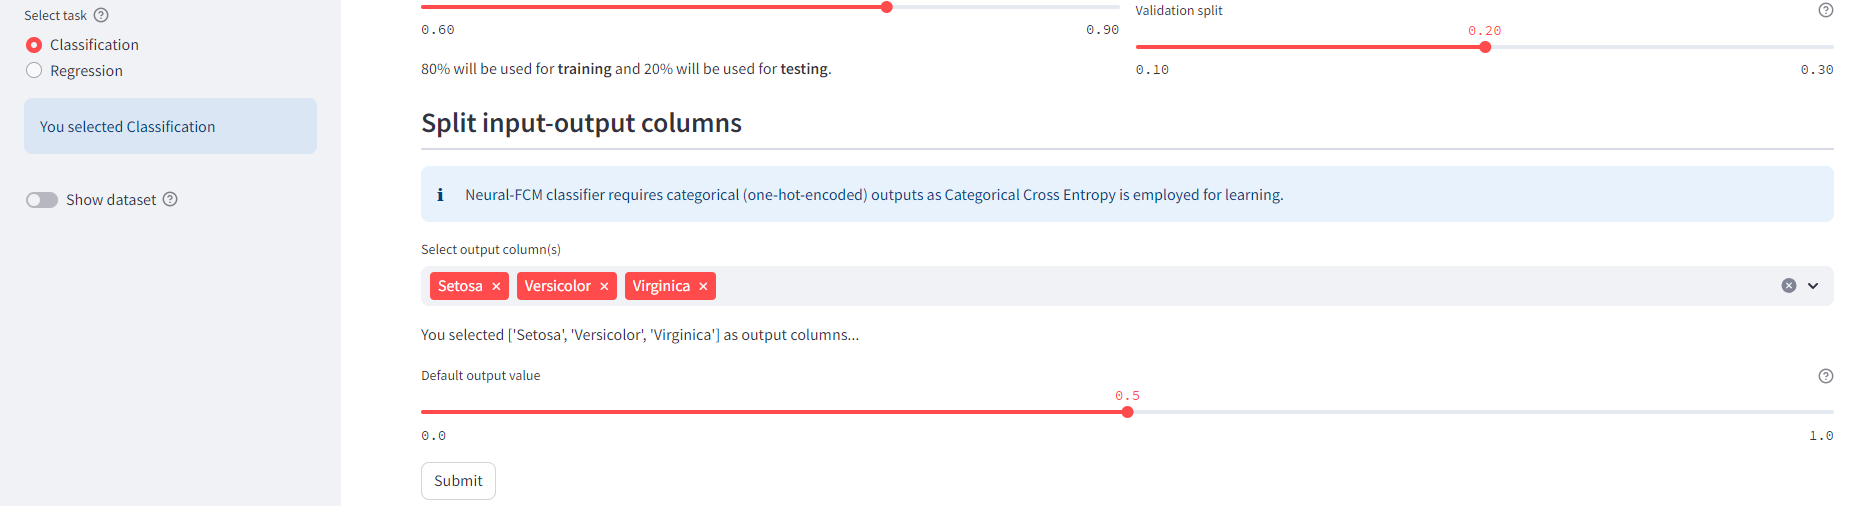 Select task
Classification
Regression
You selected Classification
Show dataset
0.60 0.90
80% will be used for training and 20% will be used for testing.
Validation split
0.20
0.10 0.30
Split input-output columns
Neural-FCM classifier requires categorical (one-hot-encoded) outputs as Categorical Cross Entropy is employed for learning.
Select output column(s)
Setosa × Versicolor × Virginica ×
You selected ['Setosa', 'Versicolor', 'Virginica'] as output columns...
Default output value
0.5
0.0 1.0
Submit